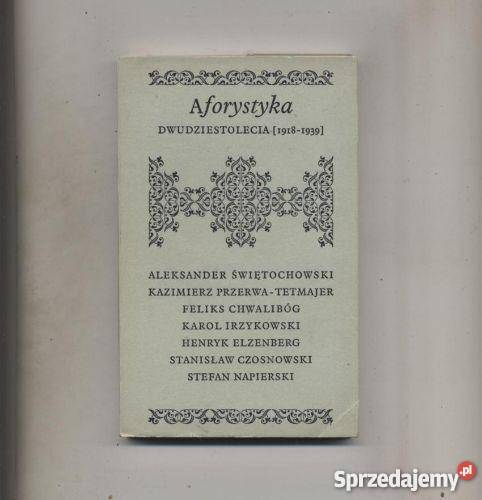 Aforystyka
DWUDZIESTOLECIA [1918-1939]
ALEKSANDER ŚWIĘTOCHOWSKI
KAZIMIERZ PRZERWA-TETMAJER
FELIKS CHWALIBÓG
KAROL IRZYKOWSKI
HENRYK ELZENBERG
STANISŁAW CZOSNOWSKI
STEFAN NAPIERSKI
Sprzedajemy.pl